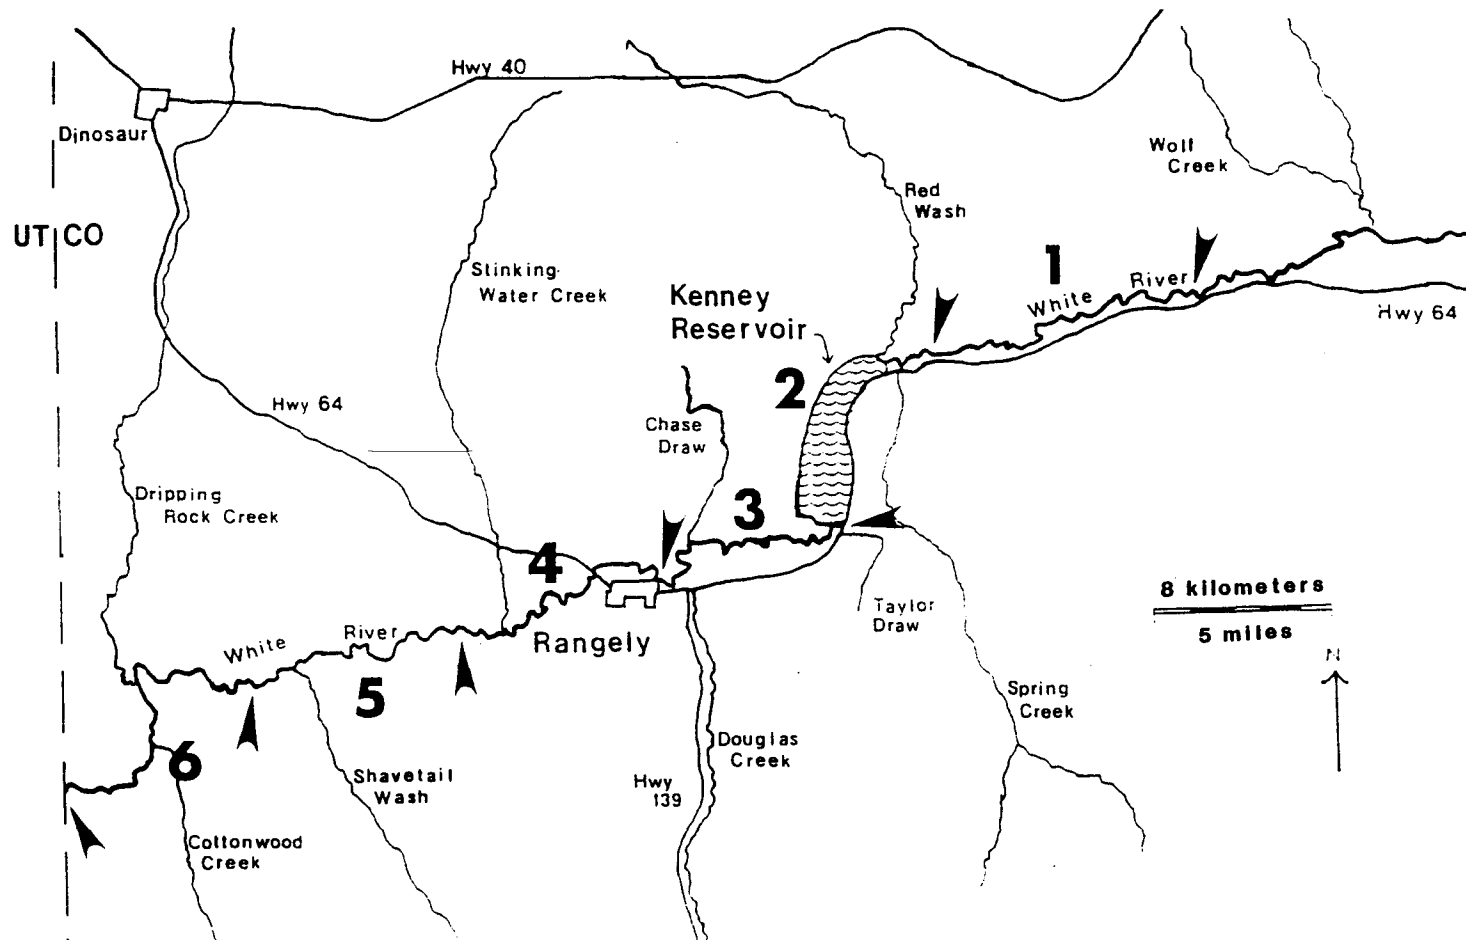 Hwy 40
Dinosaur
Wolf
Creek
Red
Wash
UT CO
1
Stinking
Water Creek
Kenney
Reservoir
White River
Hwy 64
2
Hwy 64
Chase
Draw
Dripping
Rock Creek
3
4
8 kilometers
5 miles
Taylor
Draw
Rangely
White River
N
5
Spring
Creek
6
Douglas
Creek
Shavetail
Wash
Hwy
139
Cottonwood
Creek